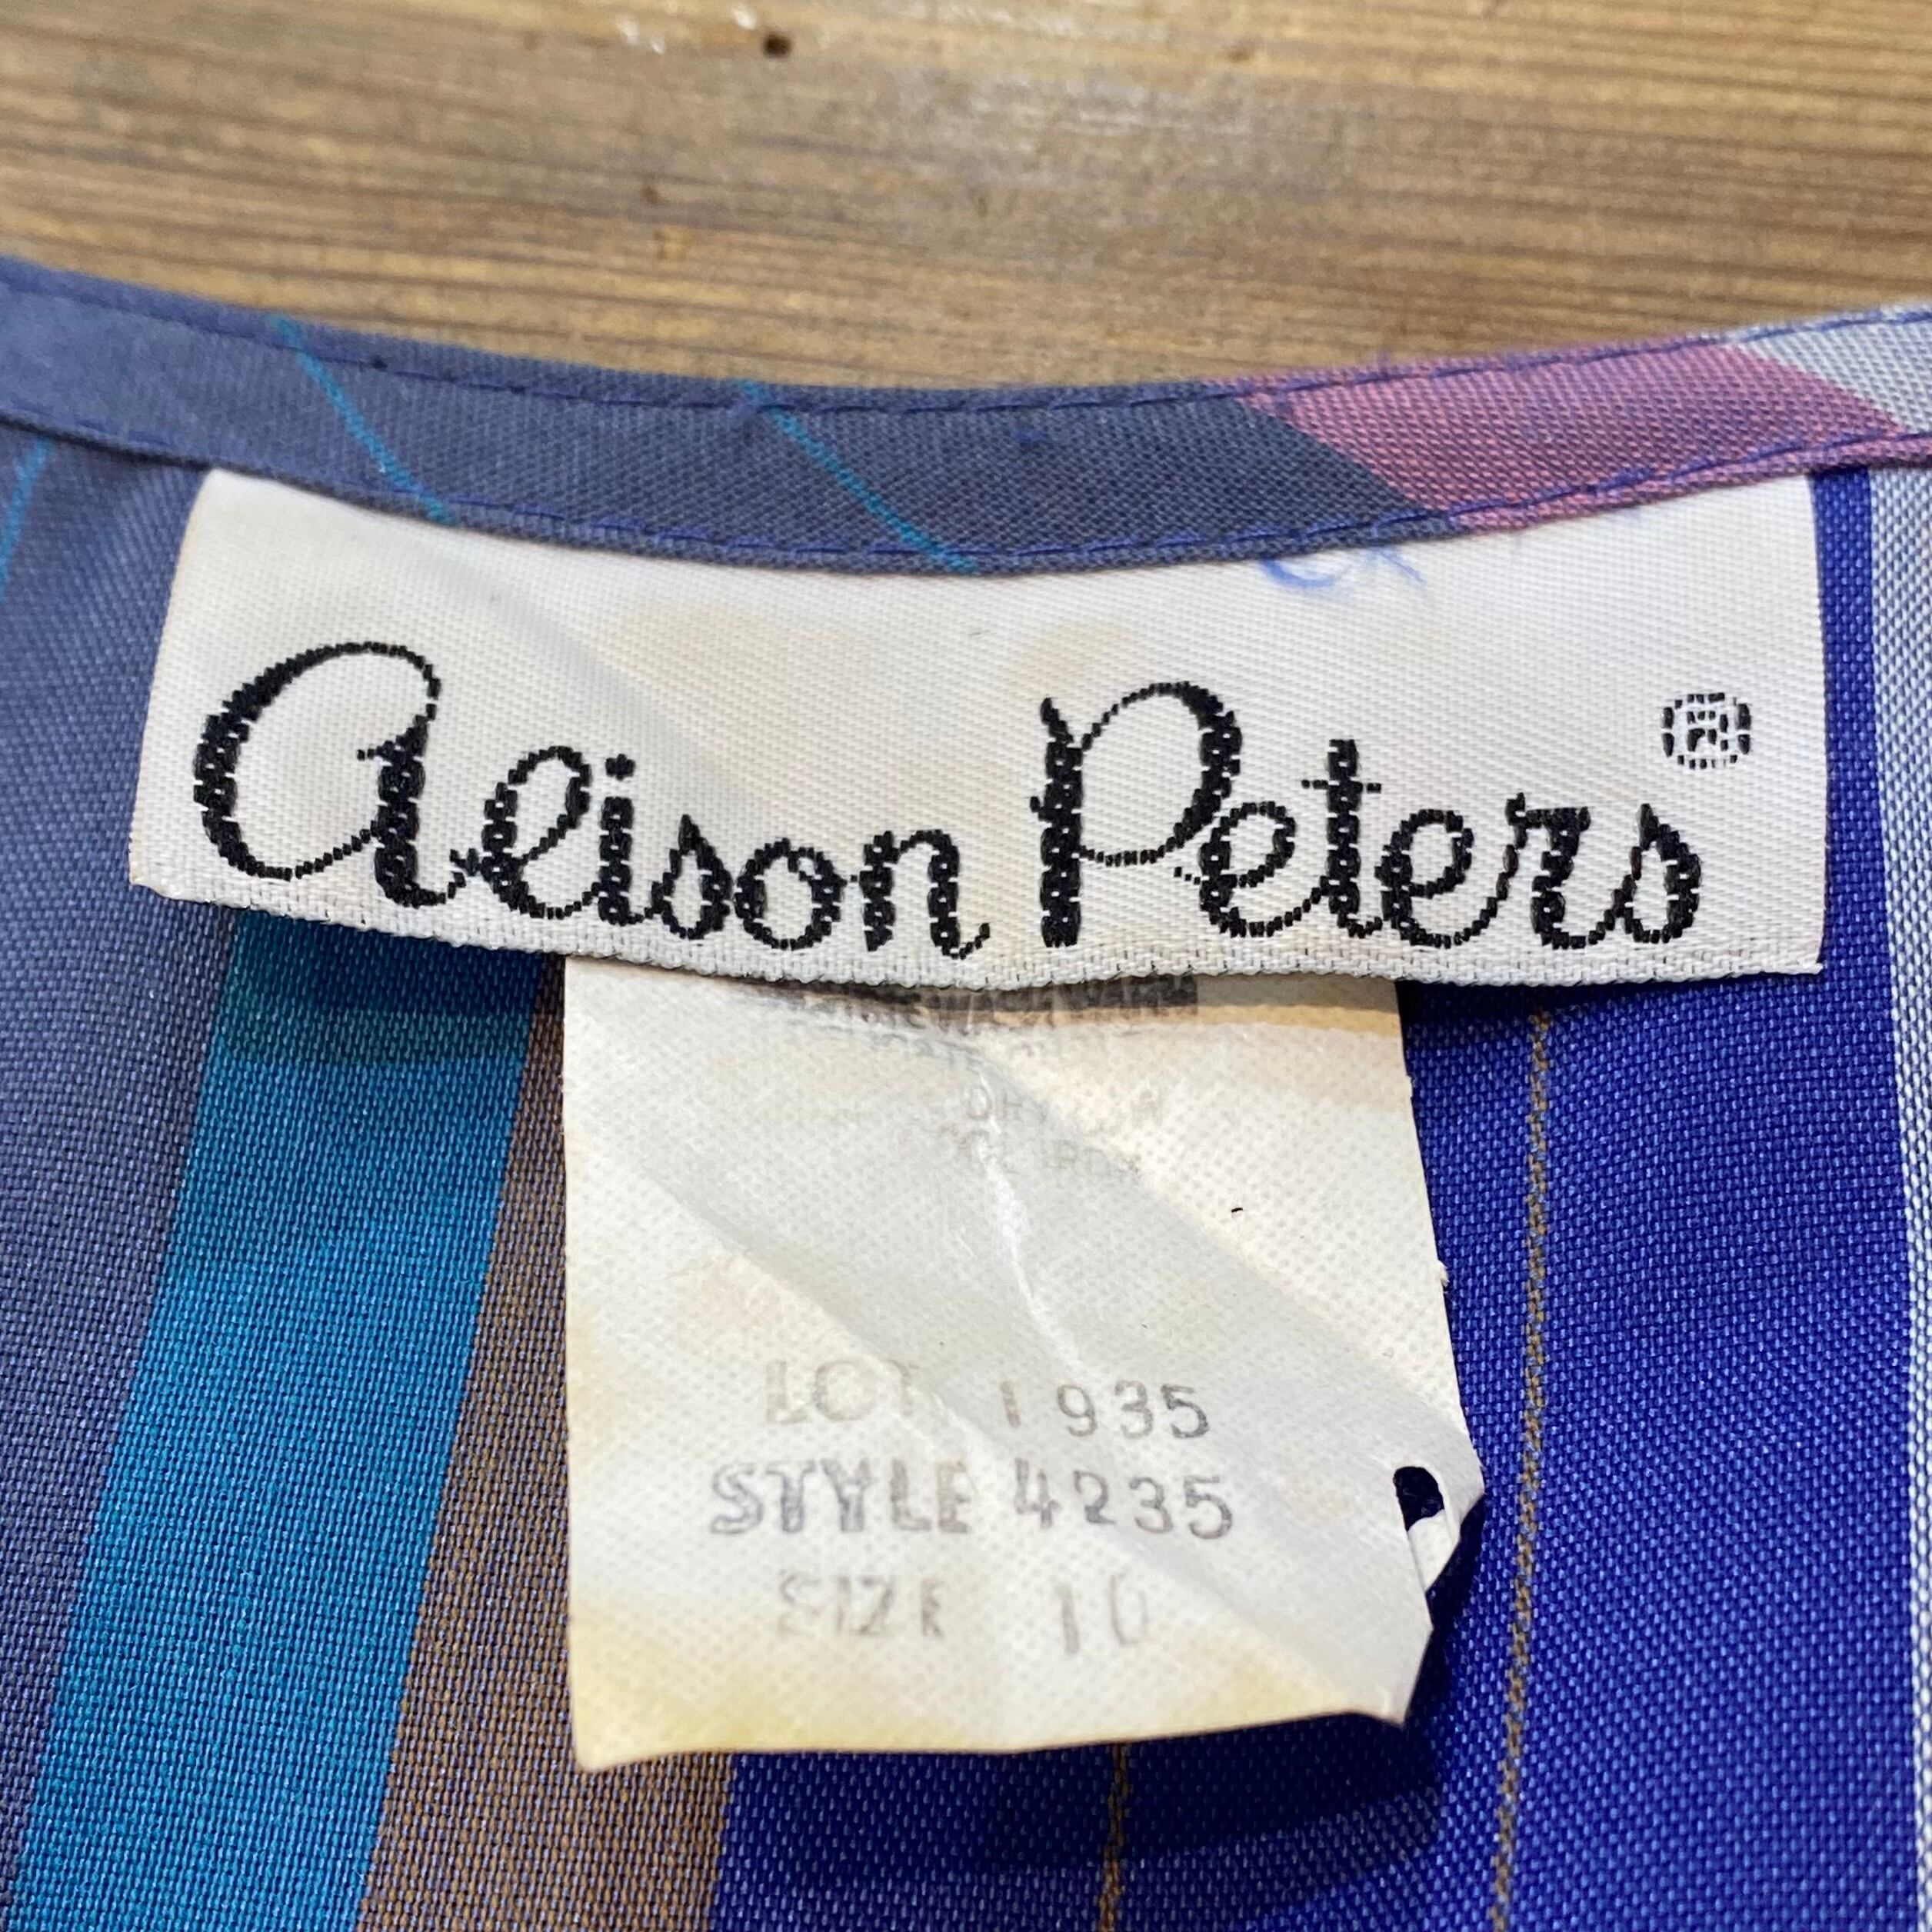 Alison Peters ®
LOT 1935
STYLE 4235
SIZE 10